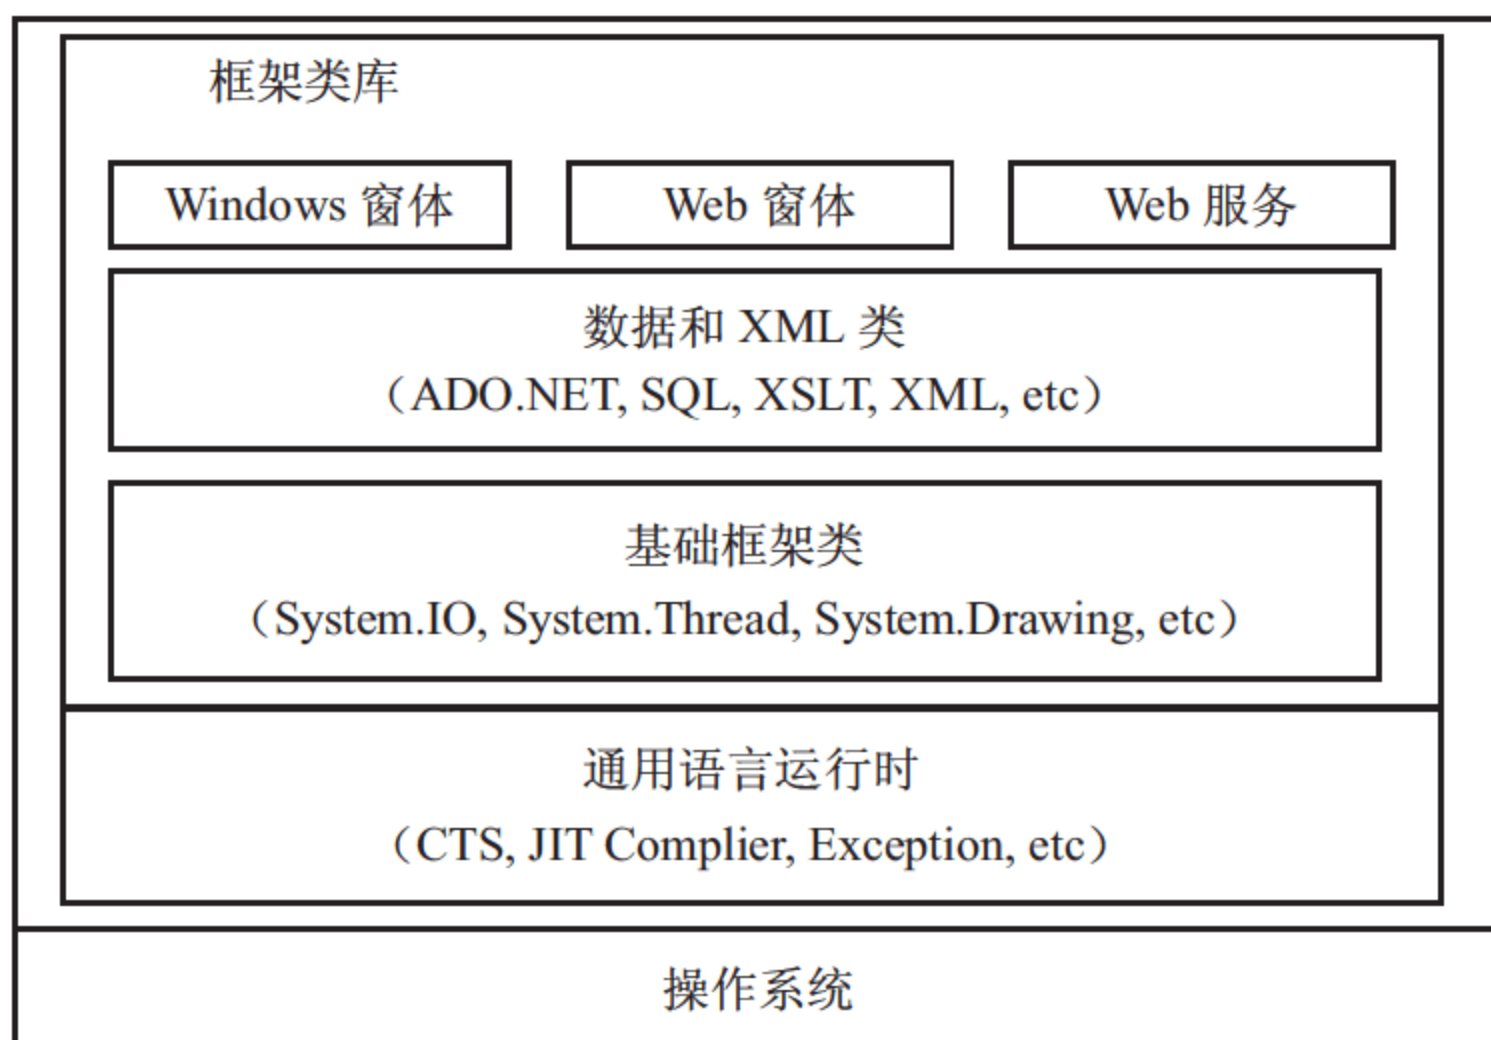 框架类库
Windows 窗体
Web 窗体
Web 服务
数据和 XML 类
（ADO.NET, SQL, XSLT, XML, etc）
基础框架类
（System.IO, System.Thread, System.Drawing, etc）
通用语言运行时
（CTS, JIT Complier, Exception, etc）
操作系统